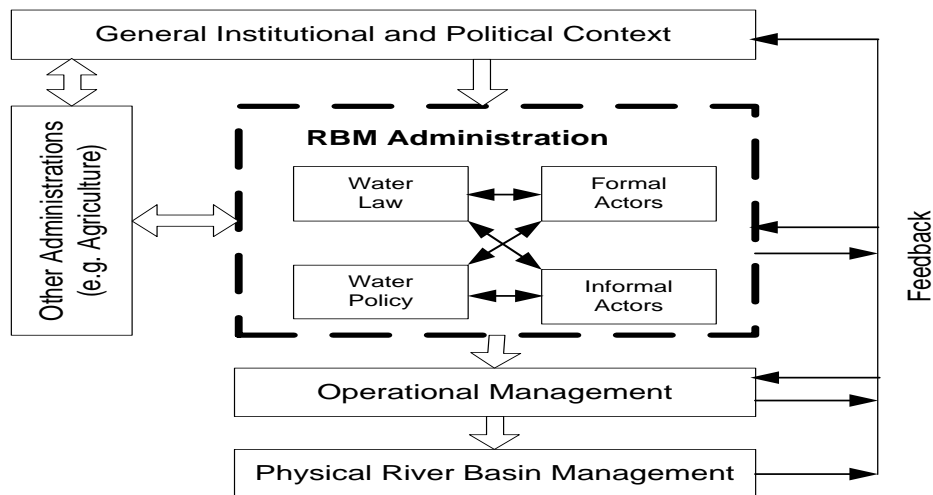 General Institutional and Political Context
Other Administrations
(e.g. Agriculture)
RBM Administration
Water
Law
Formal
Actors
Water
Policy
Informal
Actors
Feedback
Operational Management
Physical River Basin Management